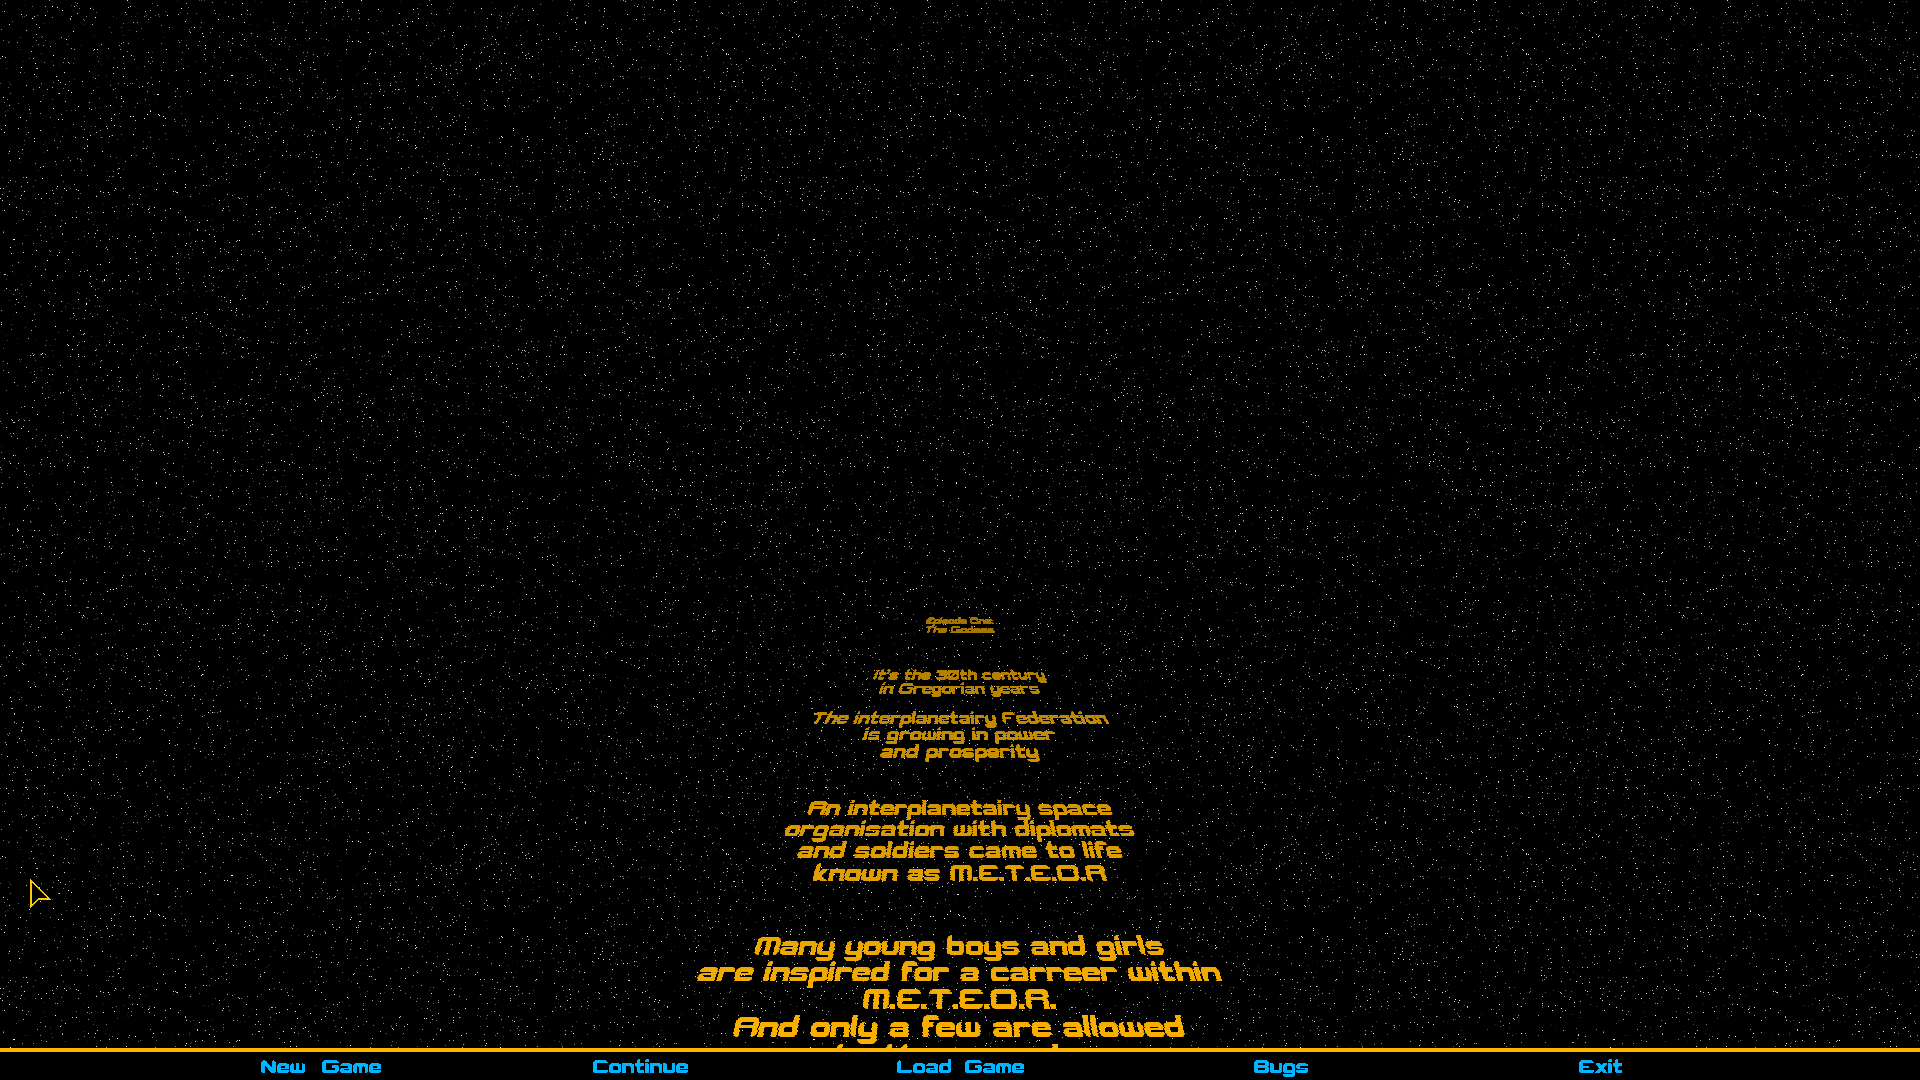 Episode One:
The Godess
It's the 30th century
in Gregorian years
The interplanetairy Federation
is growing in power
and prosperity
An interplanetairy space
organisation with diplomats
and soldiers came to life
known as M.E.T.E.O.R
Many young boys and girls
are inspired for a carreer within
M.E.T.E.O.R.
And only a few are allowed
New Game
Continue
Load Game
Bugs
Exit